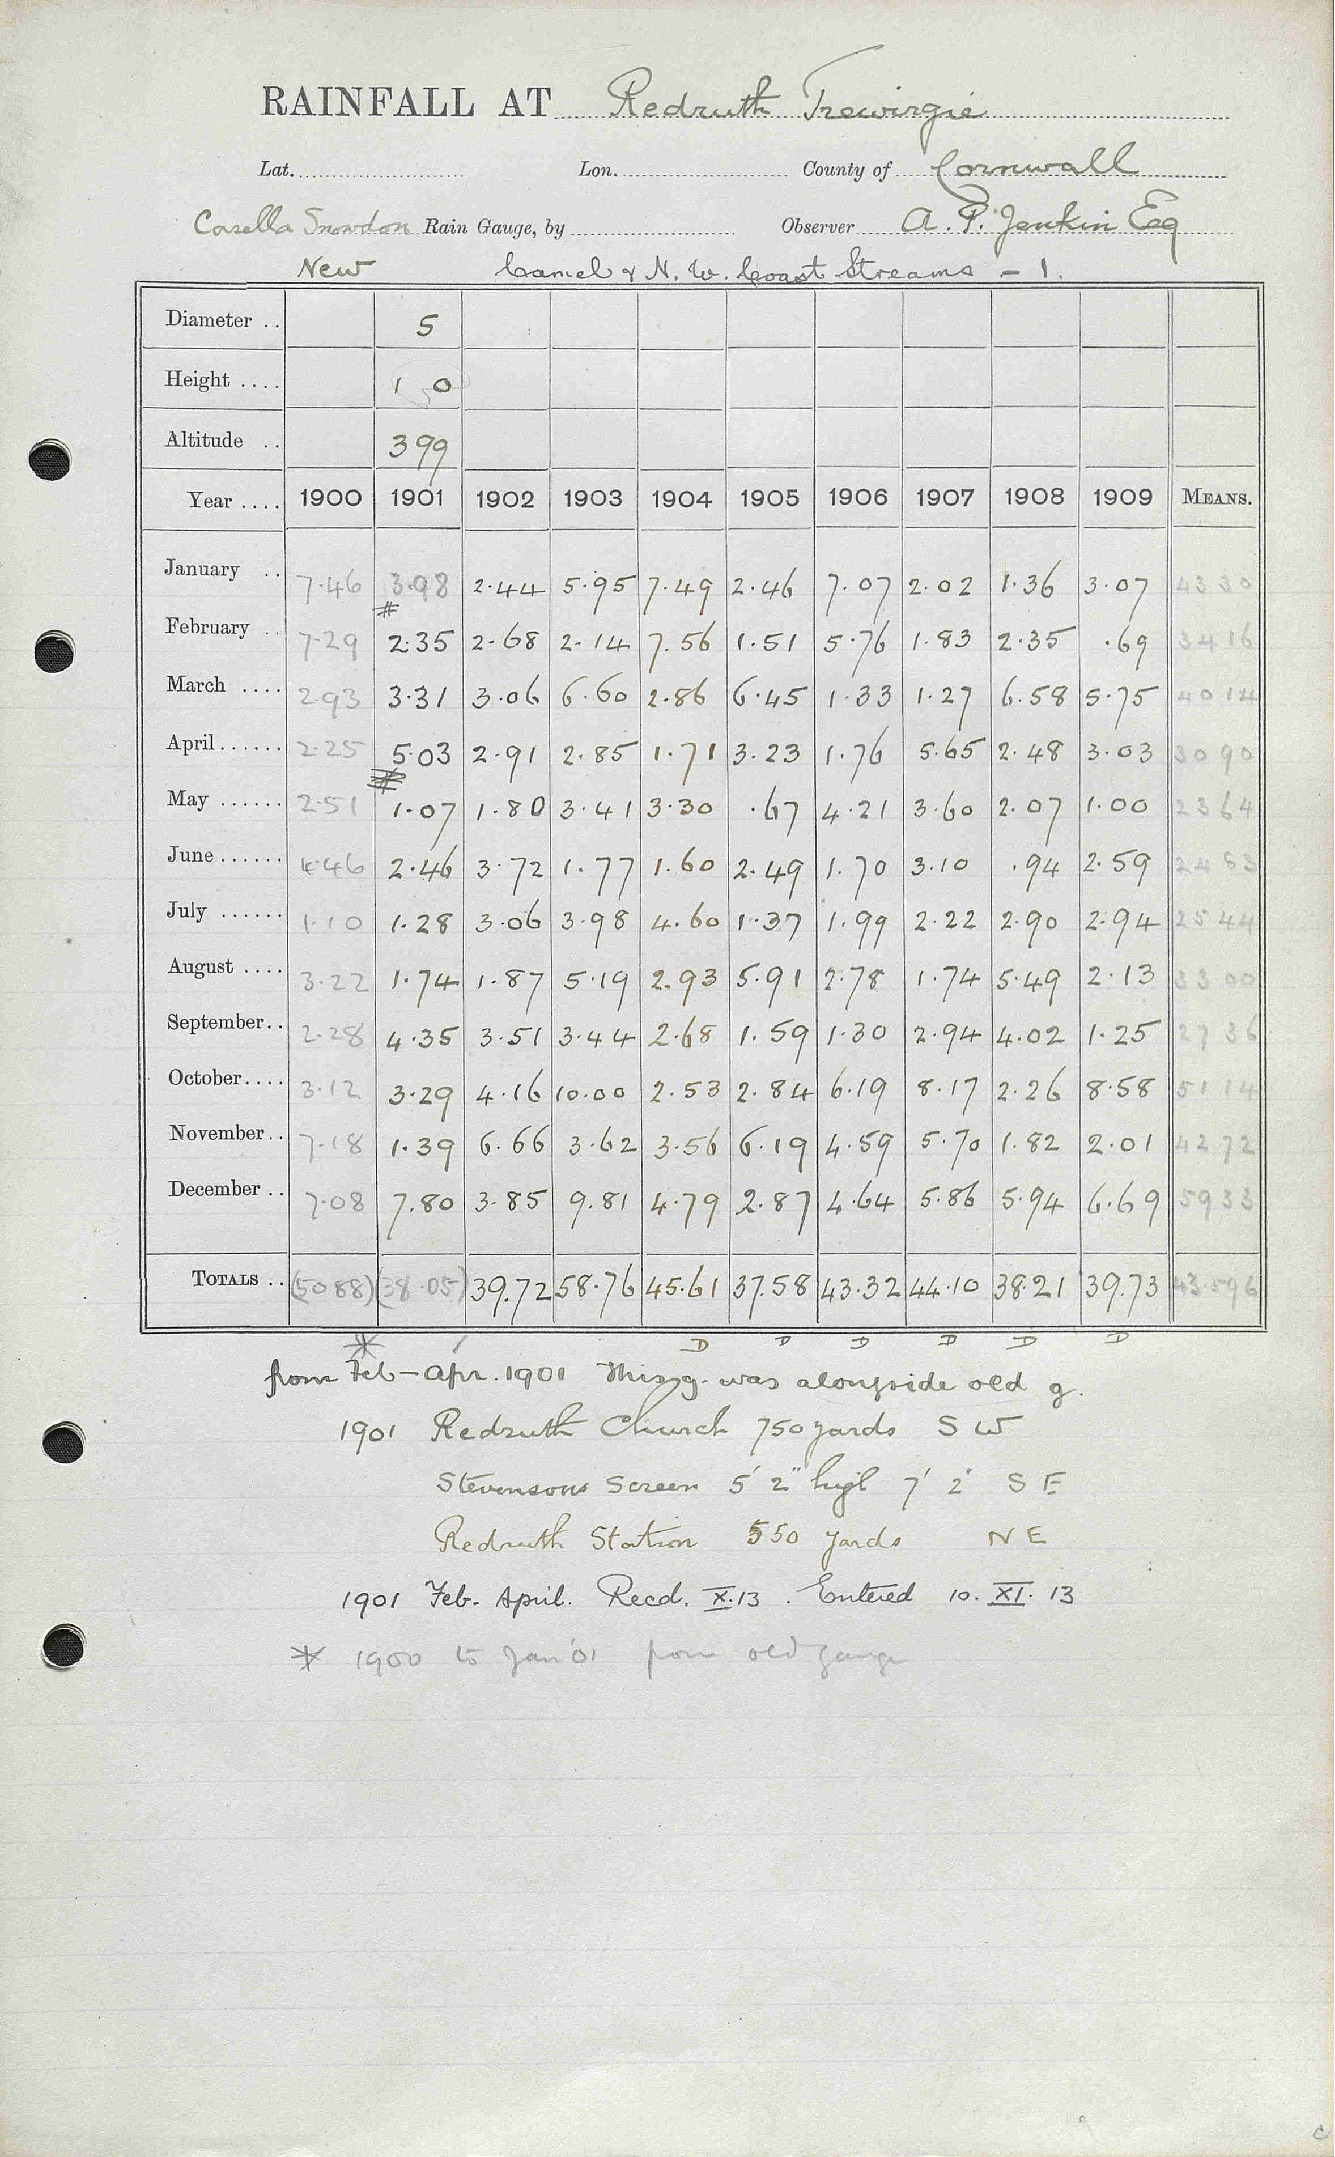 RAINFALL AT Redruth Trewirgie
Lat. Lon. County of Cornwall
Casella Snowdon Rain Gauge, by Observer A. P. Jenkin Esq
New Camel & N. W. Coast Streams - 1.
Diameter .. 5
Height .... 1 0
Altitude .. 399
Year .... 1900 1901 1902 1903 1904 1905 1906 1907 1908 1909 MEANS.
January .. 7.46 3.98 2.44 5.95 7.49 2.46 7.07 2.02 1.36 3.07 43 30
February .. 7.29 2.35 2.68 2.14 7.56 1.51 5.76 1.83 2.35 .69 34 16
March .... 2.93 3.31 3.06 6.60 2.86 6.45 1.33 1.27 6.58 5.75 40 14
April ...... 2.25 5.03 2.91 2.85 1.71 3.23 1.76 5.65 2.48 3.03 30 90
May ...... 2.51 1.07 1.80 3.41 3.30 .67 4.21 3.60 2.07 1.00 23 64
June ...... 4.46 2.46 3.72 1.77 1.60 2.49 1.70 3.10 .94 2.59 24 83
July ...... 1.10 1.28 3.06 3.98 4.60 1.37 1.99 2.22 2.90 2.94 25 44
August .... 3.22 1.74 1.87 5.19 2.93 5.91 2.78 1.74 5.49 2.13 33 00
September.. 2.28 4.35 3.51 3.44 2.68 1.59 1.30 2.94 4.02 1.25 27 36
October.... 3.12 3.29 4.16 10.00 2.53 2.84 6.19 8.17 2.26 8.58 51 14
November.. 7.18 1.39 6.66 3.62 3.56 6.19 4.59 5.70 1.82 2.01 42 72
December .. 7.08 7.80 3.85 9.81 4.79 2.87 4.64 5.86 5.94 6.69 59 33
TOTALS .. (50 88) (38.05) 39.72 58.76 45.61 37.58 43.32 44.10 38.21 39.73 43.596
* D D D D D D
from Feb - Apr. 1901 This g. was alongside old g.
1901 Redruth Church 750 yards S W
Stevensons Screen 5' 2" high 7' 2" S E
Redruth Station 550 yards N E
1901 Feb. April. Recd. X.13. Entered 10. XI. 13
* 1900 to Jan '01 from old gauge